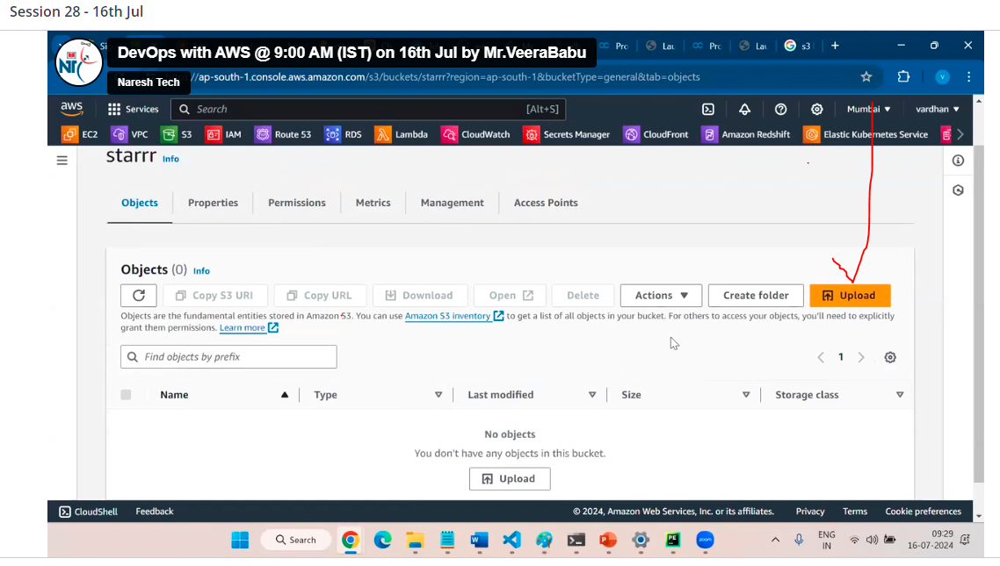 Session 28 - 16th Jul
DevOps with AWS @ 9:00 AM (IST) on 16th Jul by Mr.VeeraBabu
Pro
Lau
Pro
Lau
s3
Naresh Tech
//ap-south-1.console.aws.amazon.com/s3/buckets/starrr?region=ap-south-1&bucketType=general&tab=objects
aws
Services
Search
[Alt+S]
Mumbai
vardhan
EC2 VPC S3 IAM Route 53 RDS Lambda CloudWatch Secrets Manager CloudFront Amazon Redshift Elastic Kubernetes Service
starrr Info
Objects Properties Permissions Metrics Management Access Points
Objects (0) Info
Copy S3 URI Copy URL Download Open Delete Actions Create folder Upload
Objects are the fundamental entities stored in Amazon S3. You can use Amazon S3 inventory to get a list of all objects in your bucket. For others to access your objects, you'll need to explicitly
grant them permissions. Learn more
Find objects by prefix
1
Name Type Last modified Size Storage class
No objects
You don't have any objects in this bucket.
Upload
CloudShell Feedback © 2024, Amazon Web Services, Inc. or its affiliates. Privacy Terms Cookie preferences
Search
ENG
IN
09:29
16-07-2024